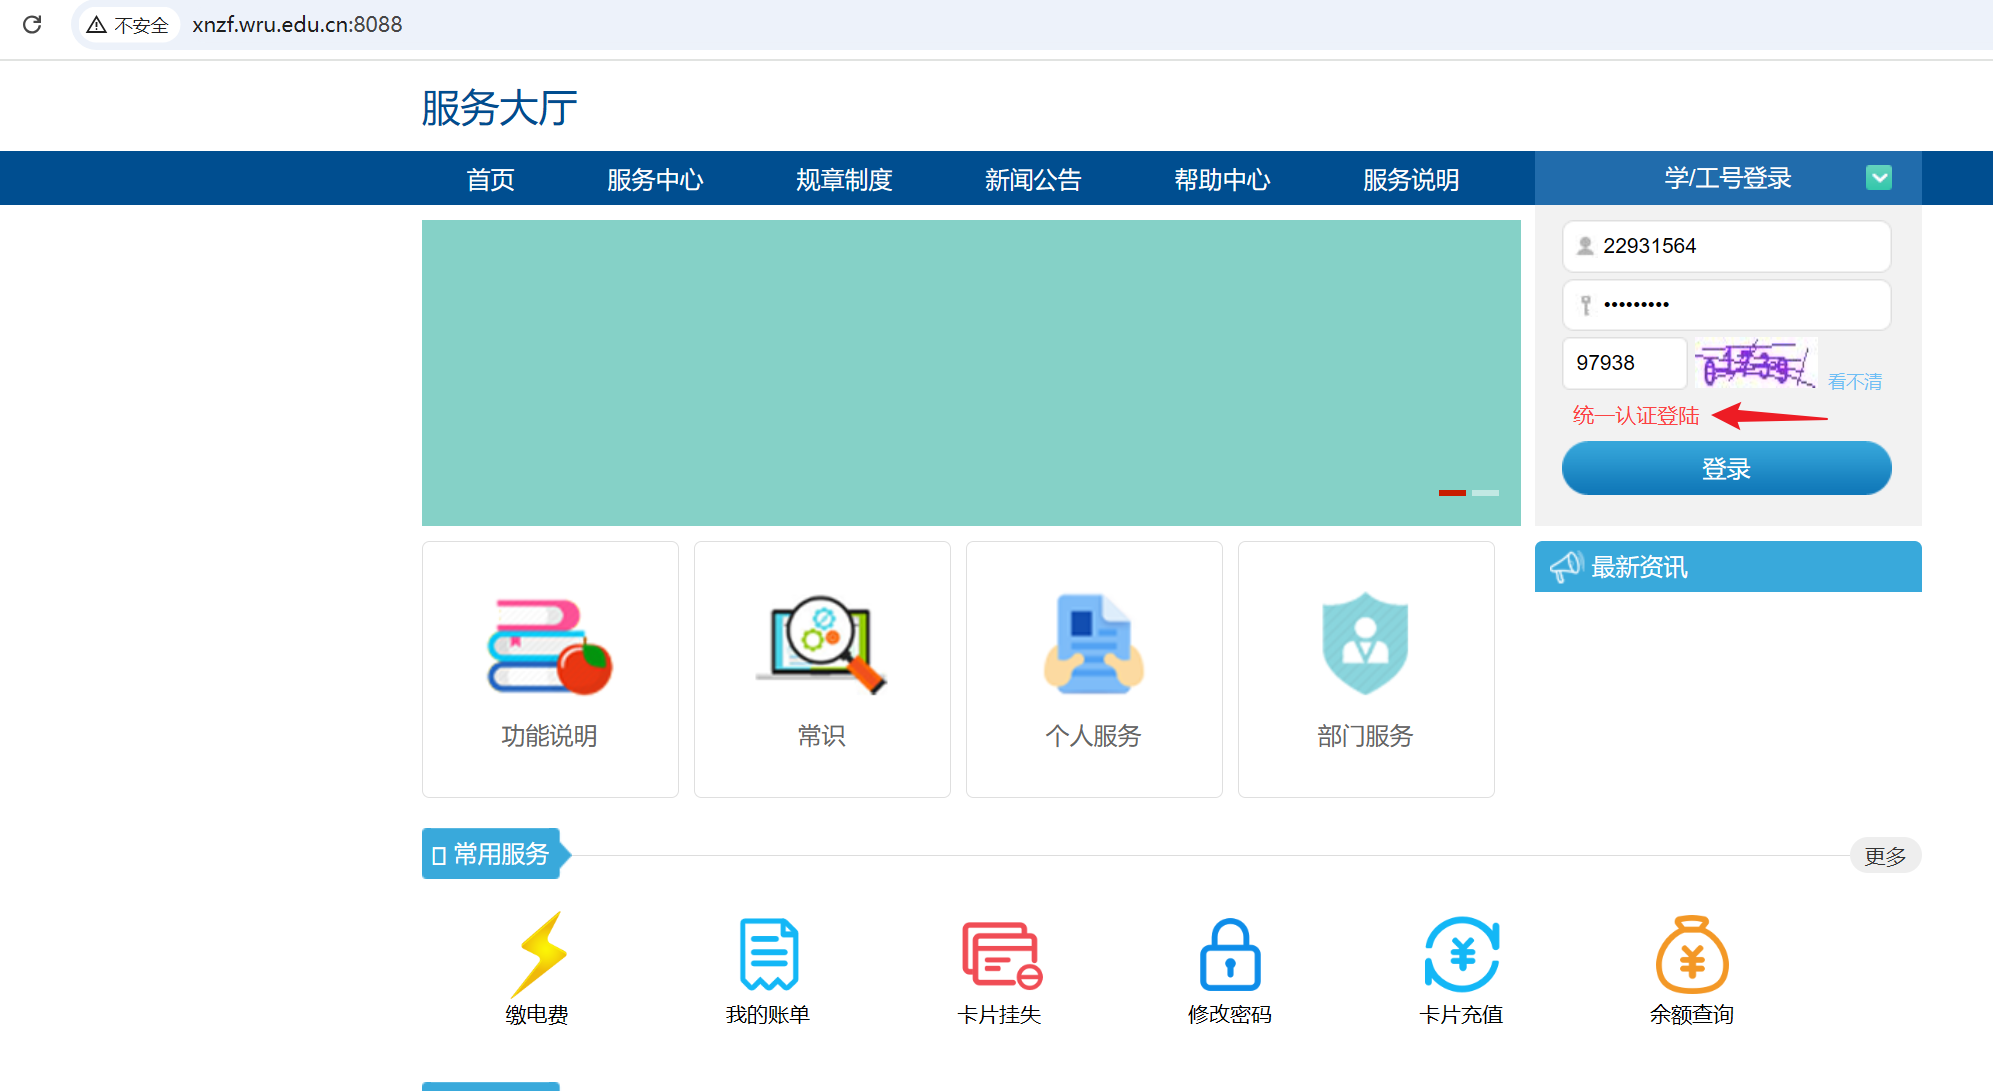 不安全 xnzf.wru.edu.cn:8088
服务大厅
首页 服务中心 规章制度 新闻公告 帮助中心 服务说明 学/工号登录
22931564
•••••••••
97938 看不清
统一认证登陆
登录
最新资讯
功能说明 常识 个人服务 部门服务
常用服务 更多
缴电费 我的账单 卡片挂失 修改密码 卡片充值 余额查询